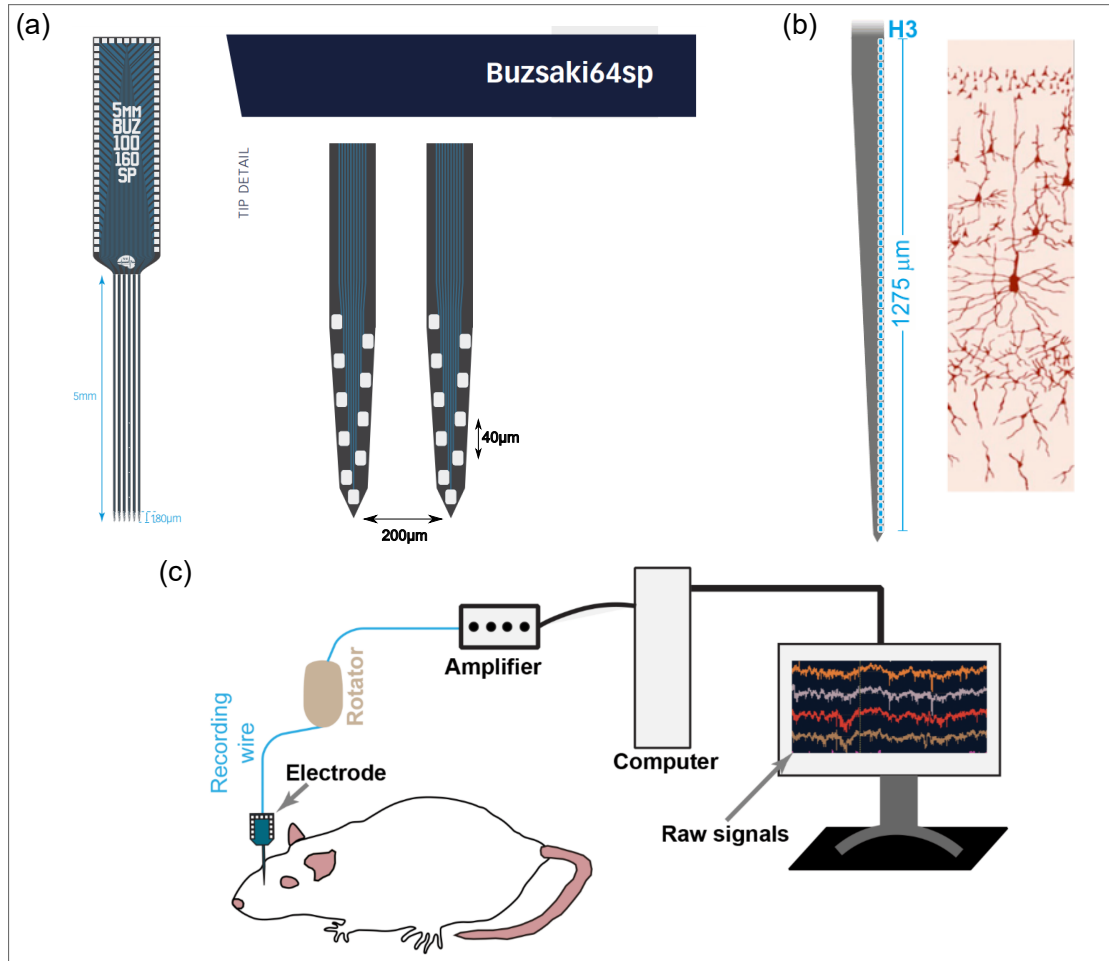 (a)
5MM
BUZ
100
160
SP
5mm
180µm
Buzsaki64sp
TIP DETAIL
40µm
200µm
(b)
H3
1275 µm
(c)
Recording
wire
Rotator
Amplifier
Electrode
Computer
Raw signals